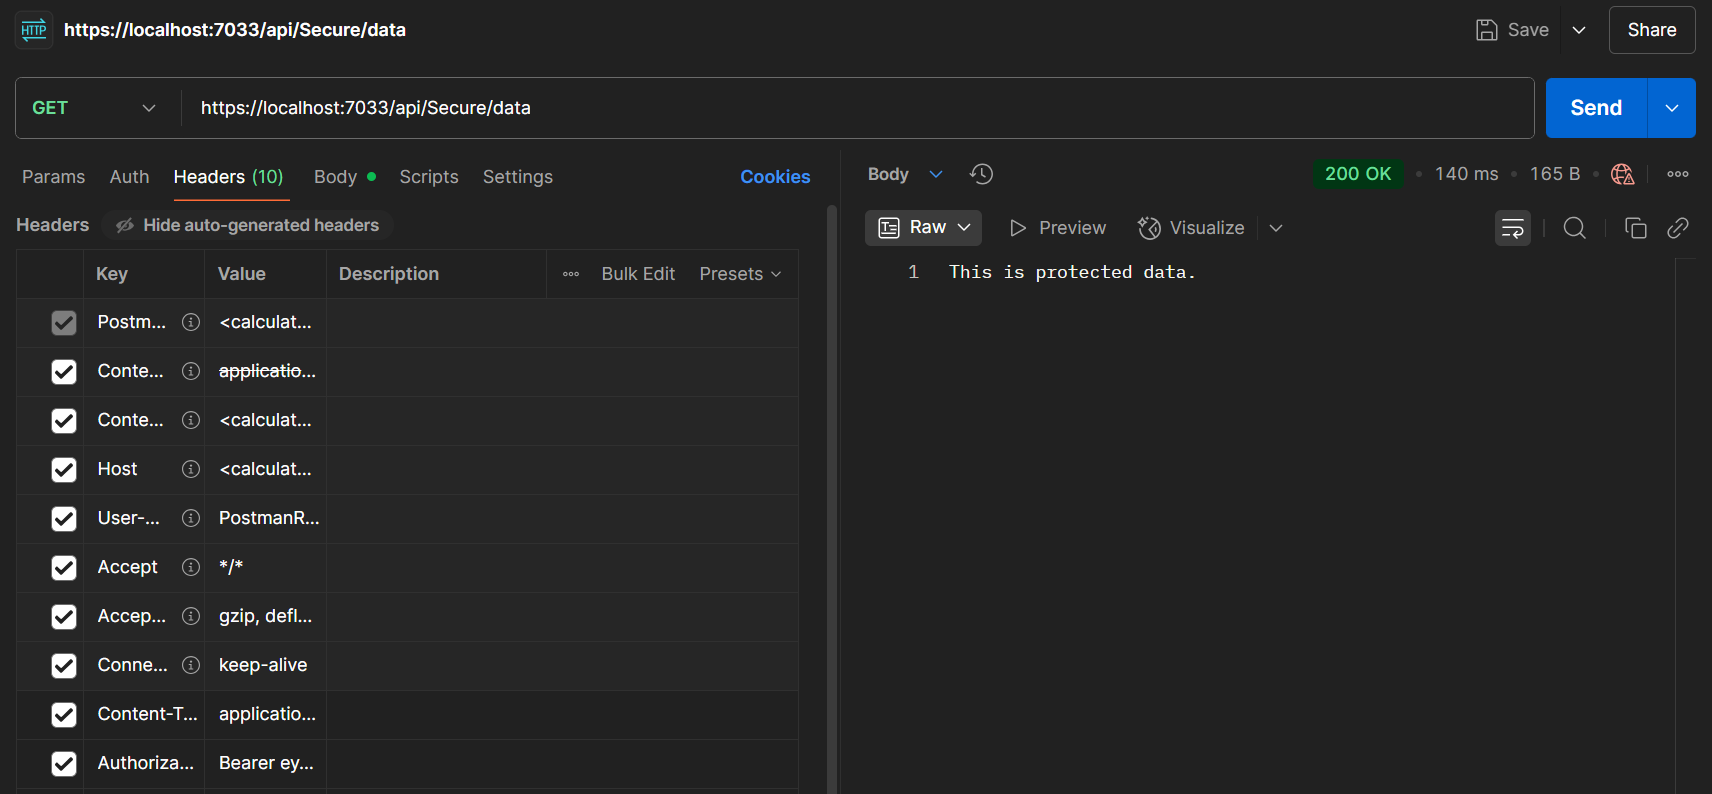 HTTP https://localhost:7033/api/Secure/data Save Share
GET https://localhost:7033/api/Secure/data Send
Params Auth Headers (10) Body Scripts Settings Cookies
Headers Hide auto-generated headers
Key Value Description Bulk Edit Presets
Postm... <calculat...
Conte... applicatio...
Conte... <calculat...
Host <calculat...
User-... PostmanR...
Accept */*
Accep... gzip, defl...
Conne... keep-alive
Content-T... applicatio...
Authoriza... Bearer ey...
Body 200 OK • 140 ms • 165 B •
Raw Preview Visualize
1 This is protected data.